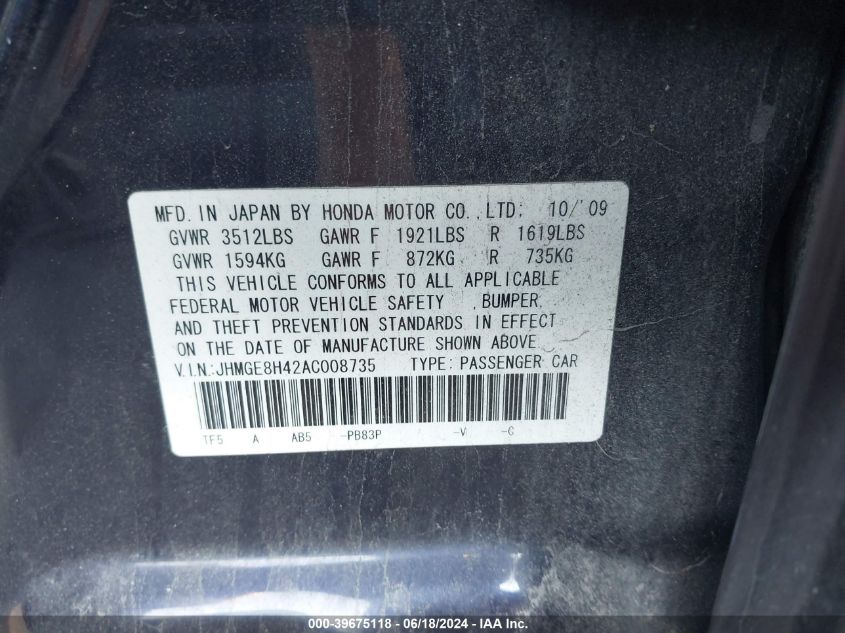 MFD. IN JAPAN BY HONDA MOTOR CO., LTD; 10/'09
GVWR 3512LBS GAWR F 1921LBS R 1619LBS
GVWR 1594KG GAWR F 872KG R 735KG
THIS VEHICLE CONFORMS TO ALL APPLICABLE
FEDERAL MOTOR VEHICLE SAFETY , BUMPER,
AND THEFT PREVENTION STANDARDS IN EFFECT
ON THE DATE OF MANUFACTURE SHOWN ABOVE.
V.I.N:JHMGE8H42AC008735 TYPE: PASSENGER CAR
TF5 A AB5 -PB83P / -V -C
000-39675118 - 06/18/2024 - IAA Inc.